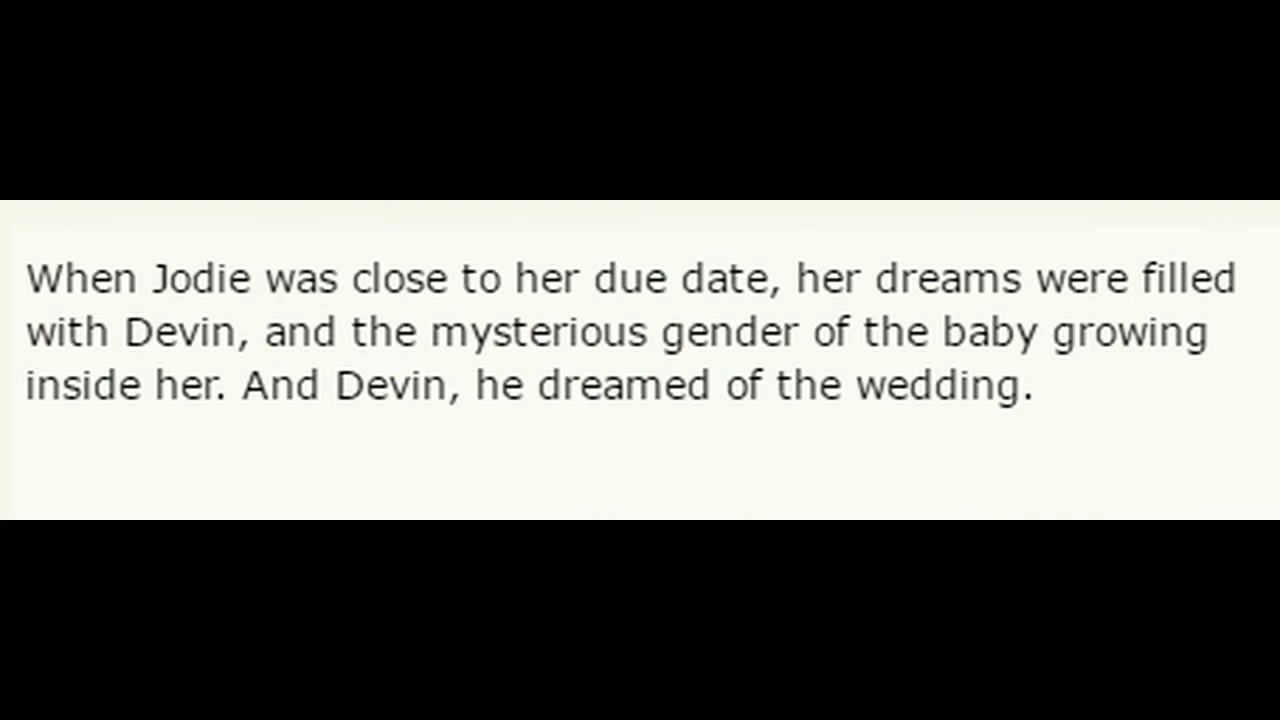 When Jodie was close to her due date, her dreams were filled
with Devin, and the mysterious gender of the baby growing
inside her. And Devin, he dreamed of the wedding.